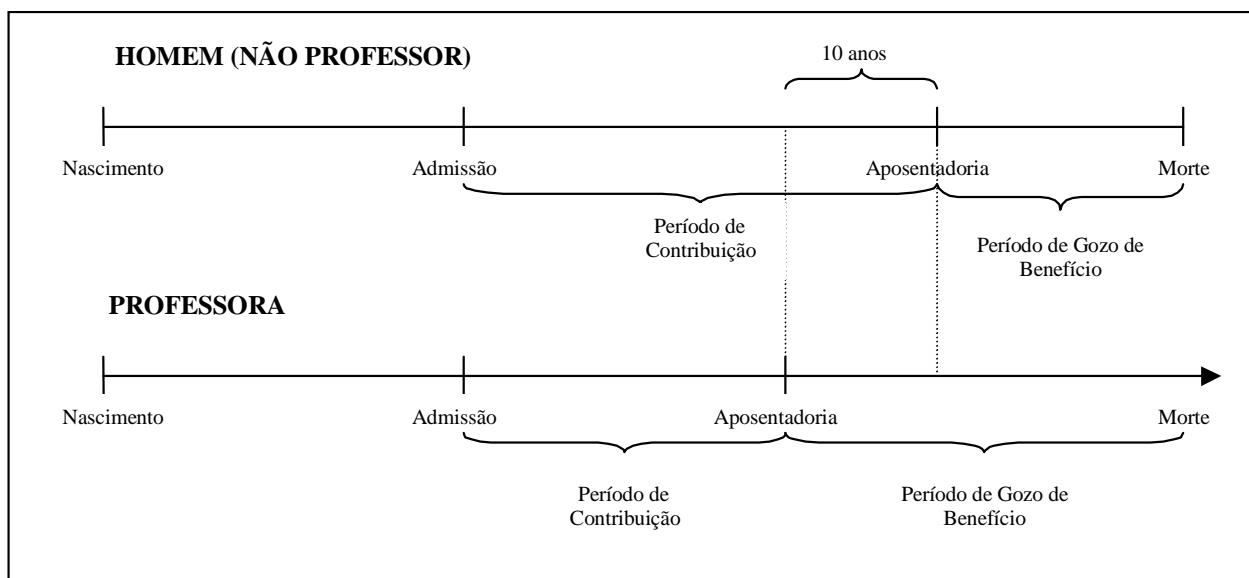 HOMEM (NÃO PROFESSOR)
10 anos
Nascimento
Admissão
Aposentadoria
Morte
Período de
Contribuição
Período de Gozo de
Benefício
PROFESSORA
Nascimento
Admissão
Aposentadoria
Morte
Período de
Contribuição
Período de Gozo de
Benefício